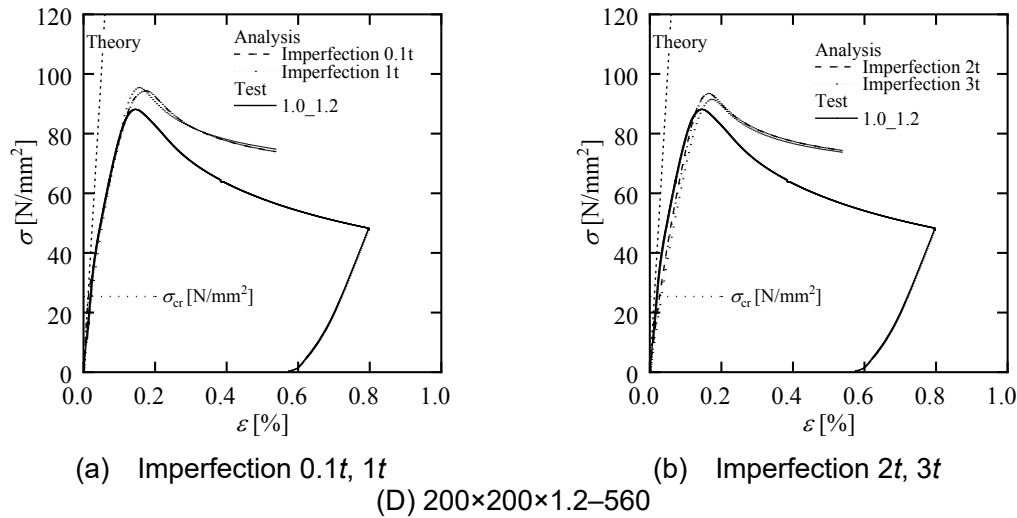 120
100
80
60
40
20
0
σ [N/mm²]
Theory
Analysis
Imperfection 0.1t
Imperfection 1t
Test
1.0_1.2
σcr [N/mm²]
0.0 0.2 0.4 0.6 0.8 1.0
ε [%]
(a) Imperfection 0.1t, 1t
120
100
80
60
40
20
0
σ [N/mm²]
Theory
Analysis
Imperfection 2t
Imperfection 3t
Test
1.0_1.2
σcr [N/mm²]
0.0 0.2 0.4 0.6 0.8 1.0
ε [%]
(b) Imperfection 2t, 3t
(D) 200×200×1.2–560